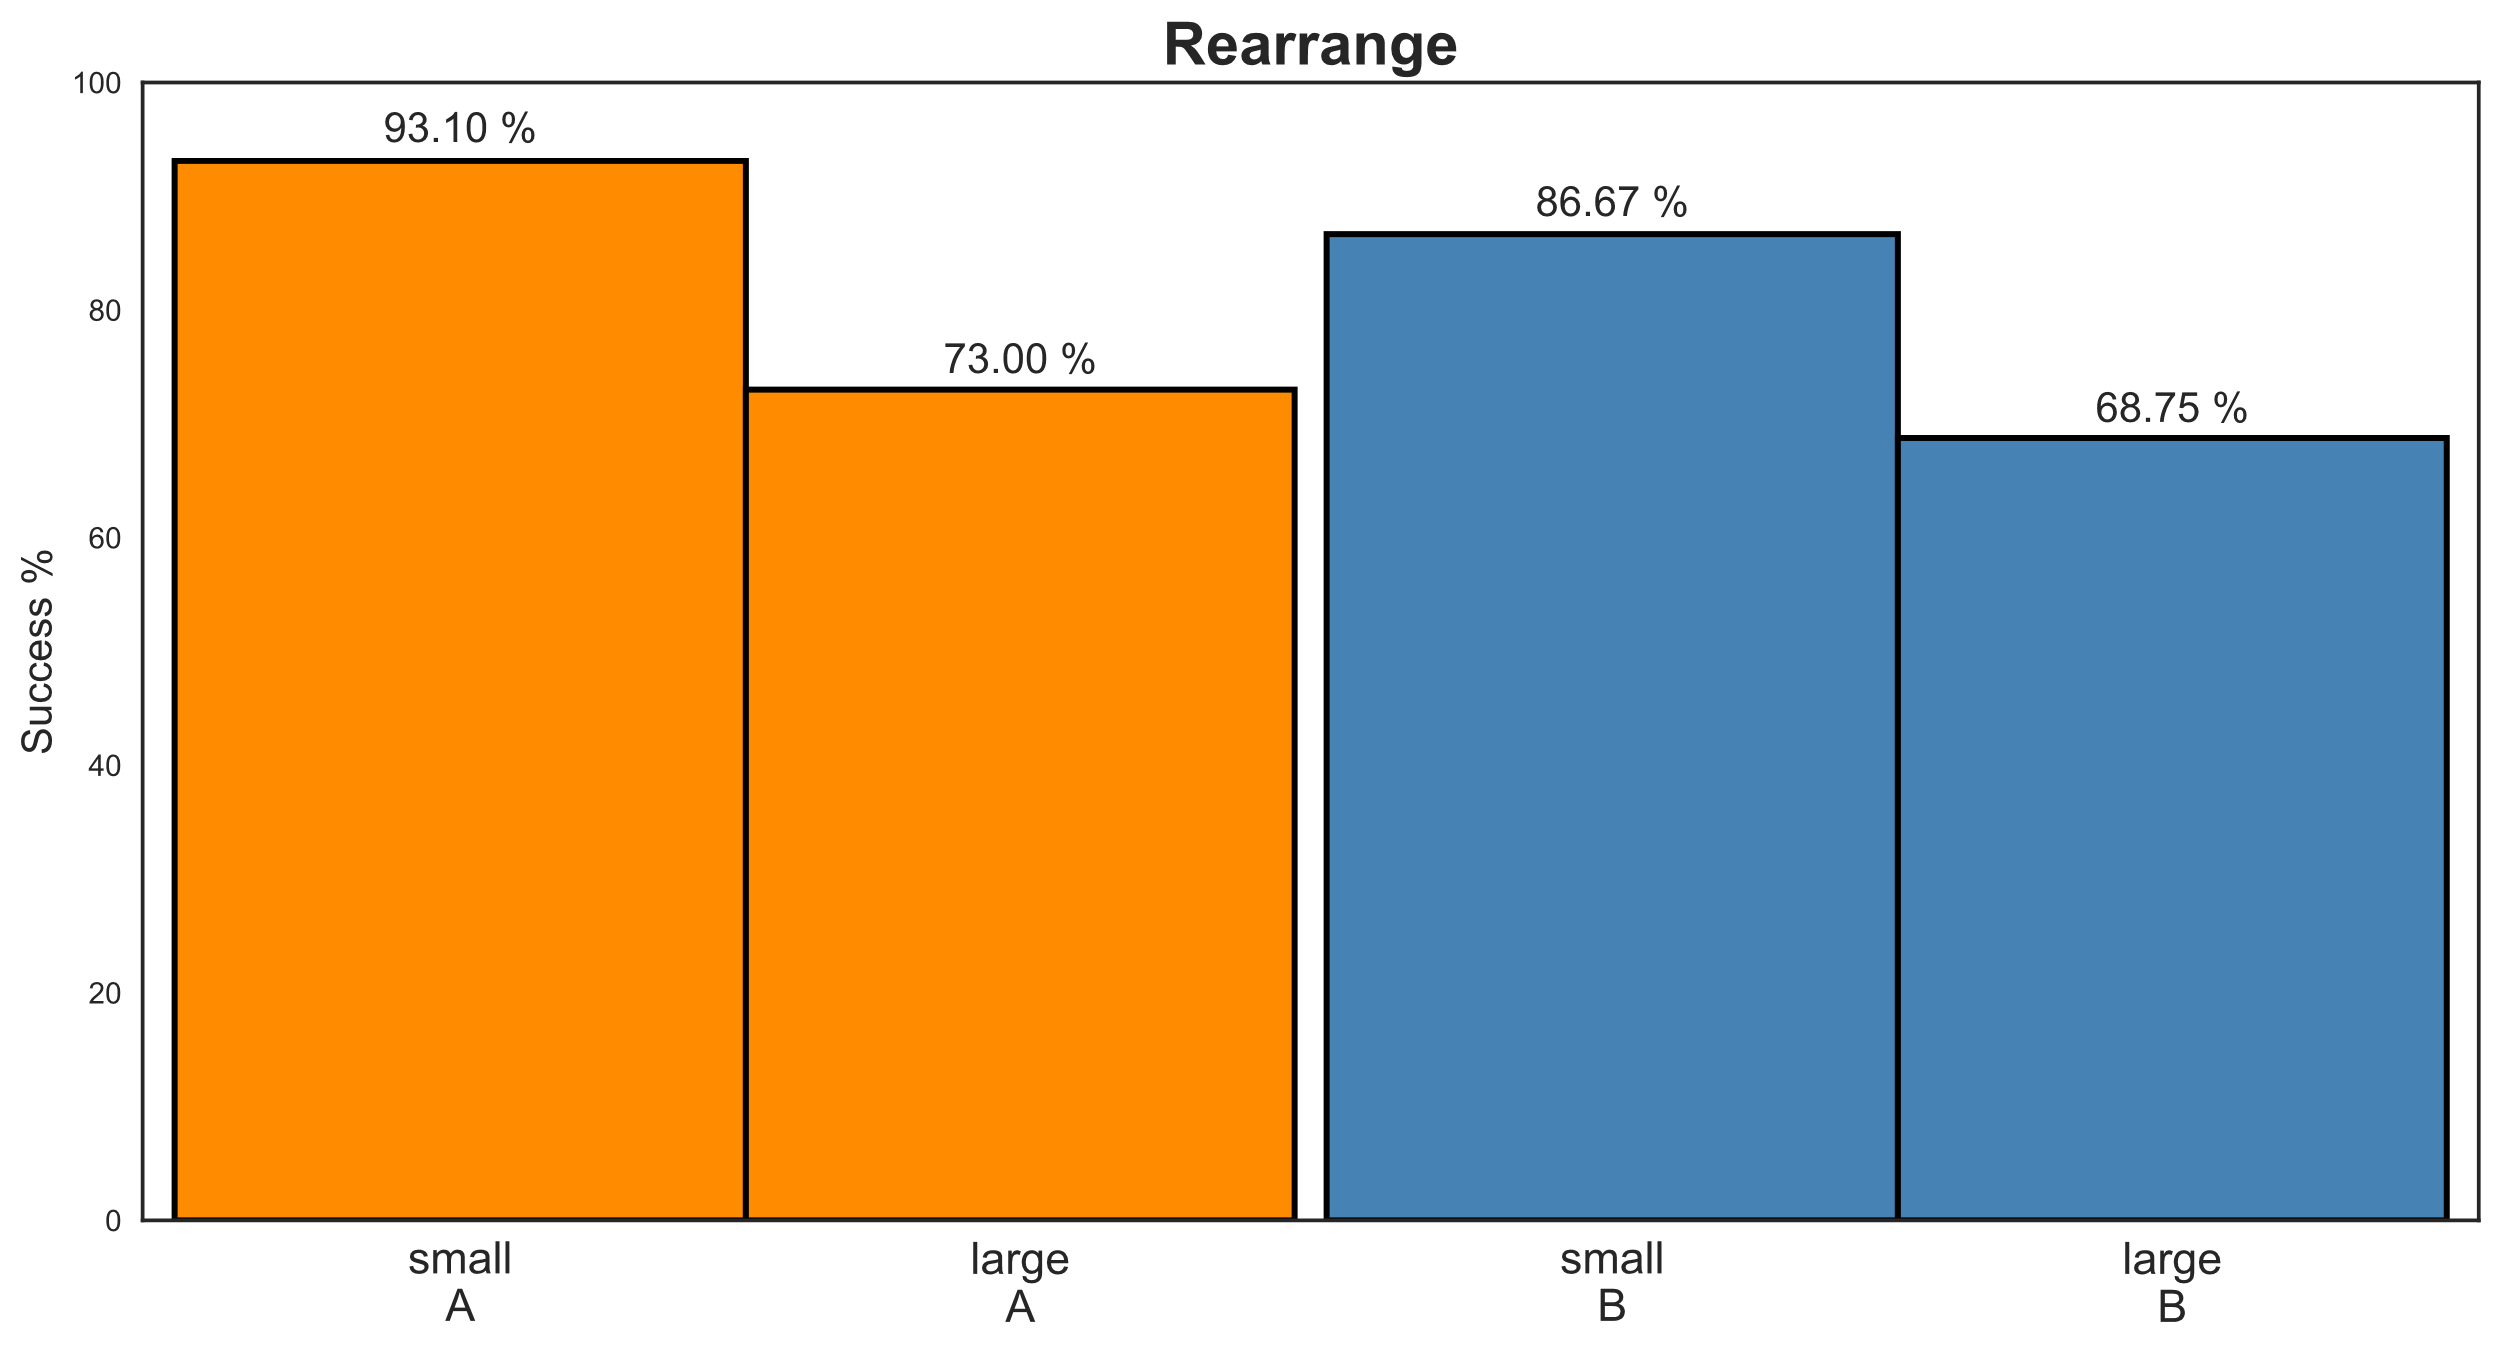 Rearrange
100
80
60
40
20
0
Success %
93.10 %
73.00 %
86.67 %
68.75 %
small
A
large
A
small
B
large
B